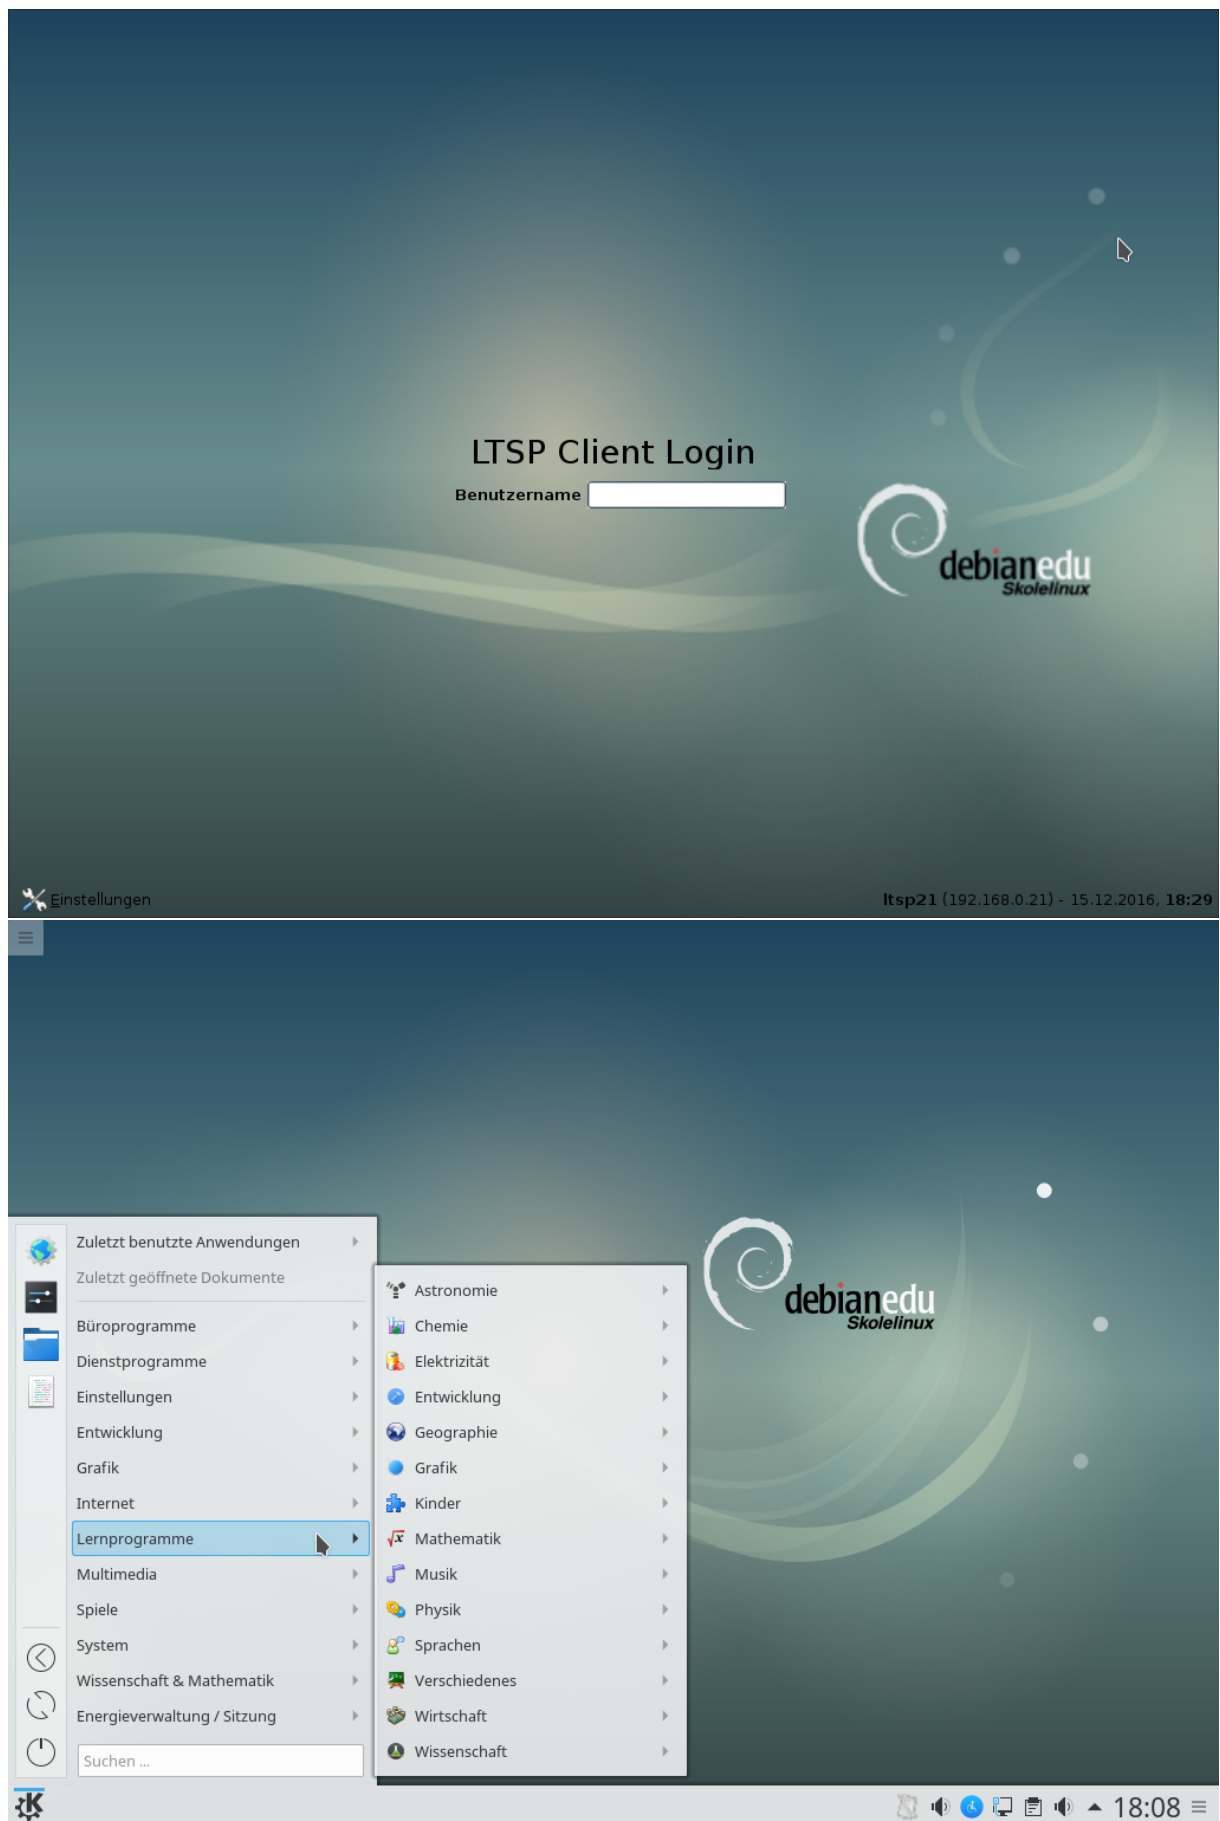 LTSP Client Login
Benutzername
debianedu
Skolelinux
Einstellungen
ltsp21 (192.168.0.21) - 15.12.2016, 18:29
Zuletzt benutzte Anwendungen
Zuletzt geöffnete Dokumente
Büroprogramme
Dienstprogramme
Einstellungen
Entwicklung
Grafik
Internet
Lernprogramme
Multimedia
Spiele
System
Wissenschaft & Mathematik
Energieverwaltung / Sitzung
Suchen ...
Astronomie
Chemie
Elektrizität
Entwicklung
Geographie
Grafik
Kinder
Mathematik
Musik
Physik
Sprachen
Verschiedenes
Wirtschaft
Wissenschaft
debianedu
Skolelinux
18:08